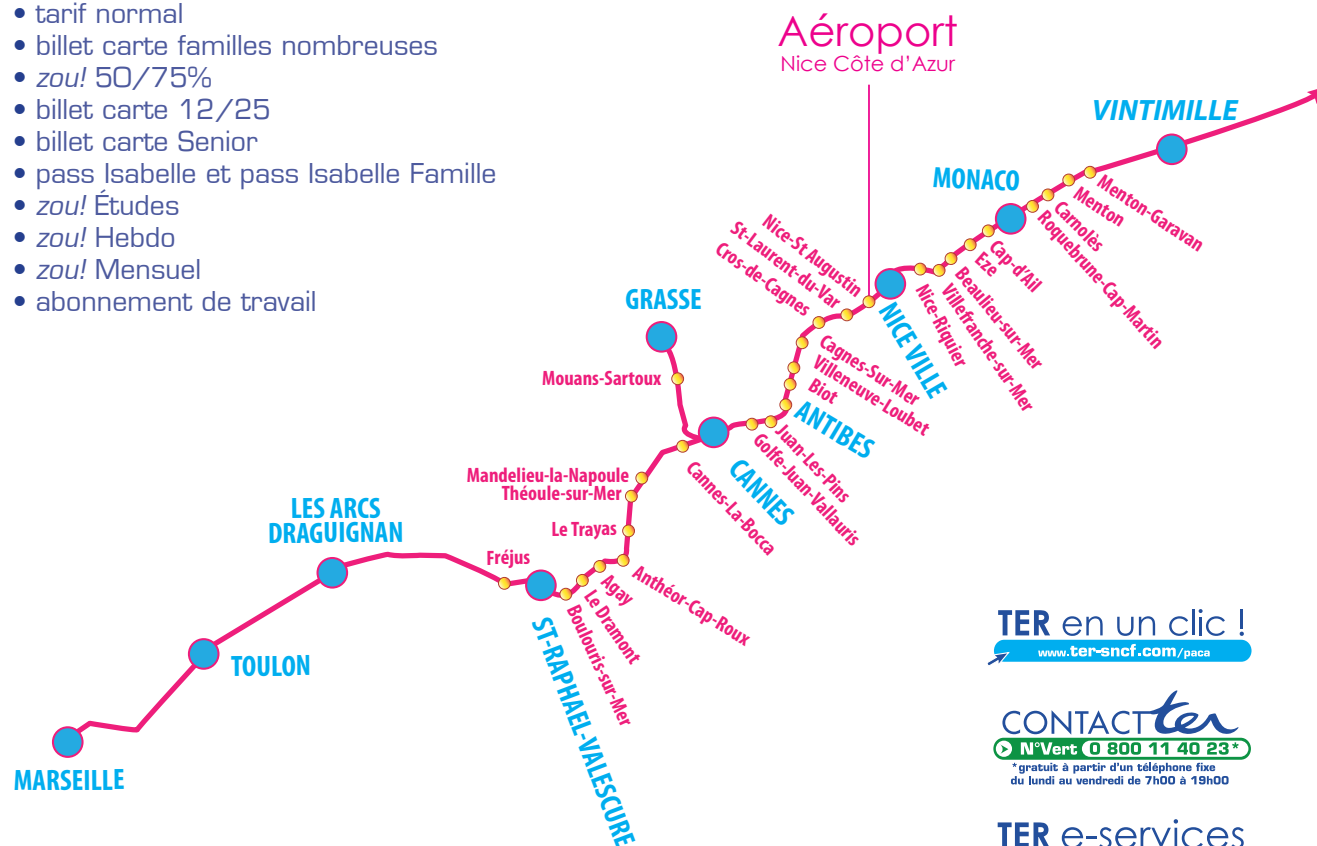 • tarif normal
• billet carte familles nombreuses
• zou! 50/75%
• billet carte 12/25
• billet carte Senior
• pass Isabelle et pass Isabelle Famille
• zou! Études
• zou! Hebdo
• zou! Mensuel
• abonnement de travail
Aéroport
Nice Côte d'Azur
VINTIMILLE
MONACO
Menton-Garavan
Menton
Carnolès
Roquebrune-Cap-Martin
Cap-d'Ail
Eze
Beaulieu-sur-Mer
Villefranche-sur-Mer
Nice-Riquier
NICE VILLE
Nice-St Augustin
St-Laurent-du-Var
Cros-de-Cagnes
Cagnes-Sur-Mer
Villeneuve-Loubet
Biot
ANTIBES
Juan-Les-Pins
Golfe-Juan-Vallauris
GRASSE
Mouans-Sartoux
CANNES
Cannes-La-Bocca
Mandelieu-la-Napoule
Théoule-sur-Mer
Le Trayas
Anthéor-Cap-Roux
Agay
Le Dramont
Boulouris-sur-Mer
ST-RAPHAEL-VALESCURE
Fréjus
LES ARCS
DRAGUIGNAN
TOULON
MARSEILLE
TER en un clic !
www.ter-sncf.com/paca
CONTACT ter
N°Vert 0 800 11 40 23*
*gratuit à partir d'un téléphone fixe
du lundi au vendredi de 7h00 à 19h00
TER e-services